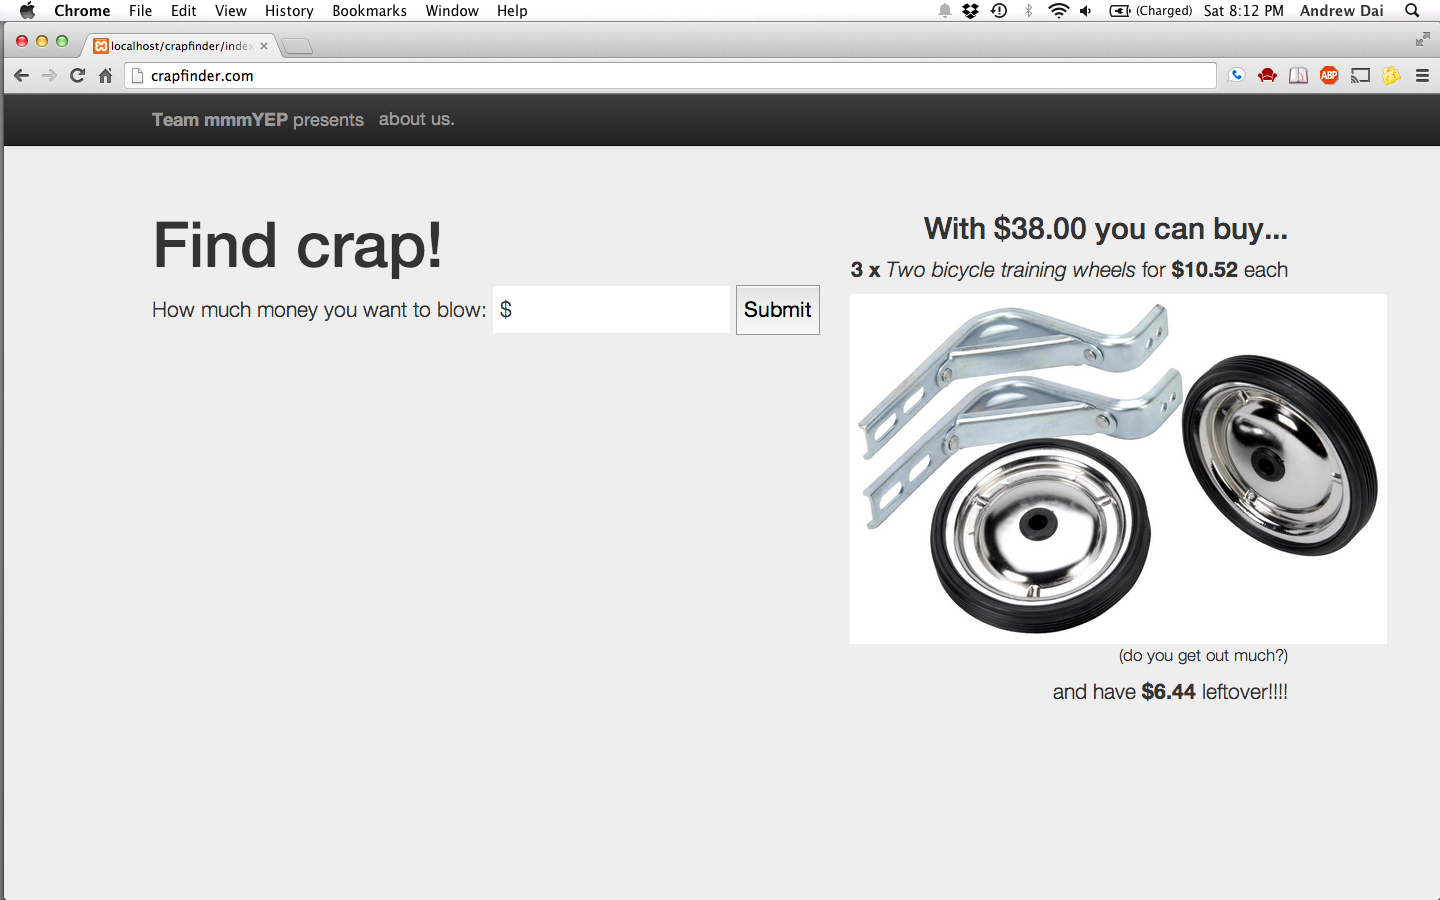 Chrome File Edit View History Bookmarks Window Help (Charged) Sat 8:12 PM Andrew Dai
localhost/crapfinder/index
crapfinder.com
ABP
Team mmmYEP presents about us.
Find crap!
How much money you want to blow: $ Submit
With $38.00 you can buy...
3 x Two bicycle training wheels for $10.52 each
(do you get out much?)
and have $6.44 leftover!!!!